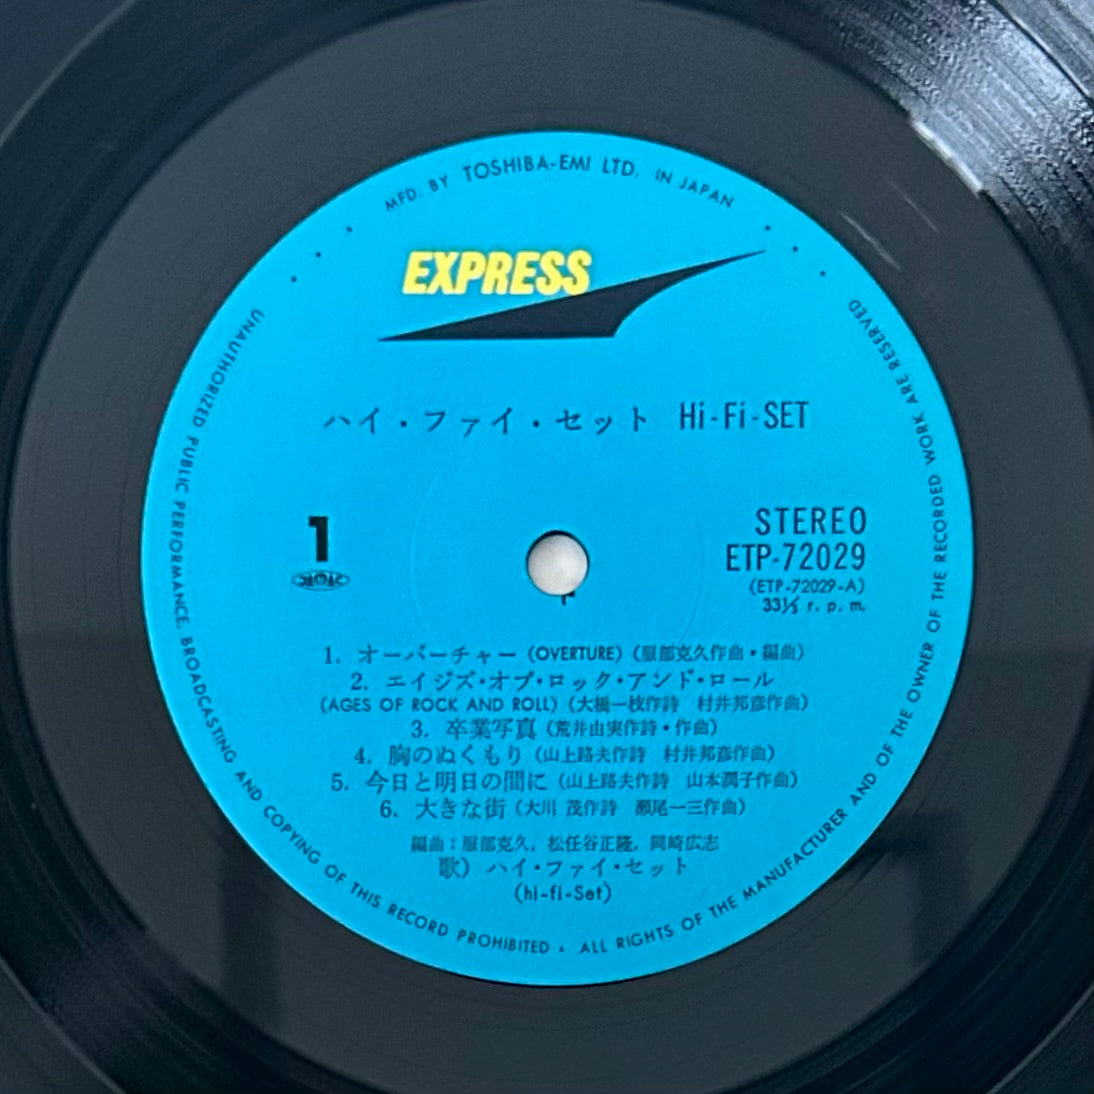 MFD. BY TOSHIBA-EMI LTD. IN JAPAN
EXPRESS
ハイ・ファイ・セット Hi-Fi-SET
1
STEREO
ETP-72029
(ETP-72029-A)
33⅓ r. p. m.
1. オーバーチャー (OVERTURE) (服部克久作曲・編曲)
2. エイジズ・オブ・ロック・アンド・ロール
(AGES OF ROCK AND ROLL) (大橋一枝作詩 村井邦彦作曲)
3. 卒業写真 (荒井由実作詩・作曲)
4. 胸のぬくもり (山上路夫作詩 村井邦彦作曲)
5. 今日と明日の間に (山上路夫作詩 山本潤子作曲)
6. 大きな街 (大川 茂作詩 瀬尾一三作曲)
編曲：服部克久, 松任谷正隆, 岡崎広志
歌) ハイ・ファイ・セット
(hi-fi-Set)
UNAUTHORIZED PUBLIC PERFORMANCE, BROADCASTING AND COPYING OF THIS RECORD PROHIBITED • ALL RIGHTS OF THE MANUFACTURER AND OF THE OWNER OF THE RECORDED WORK ARE RESERVED